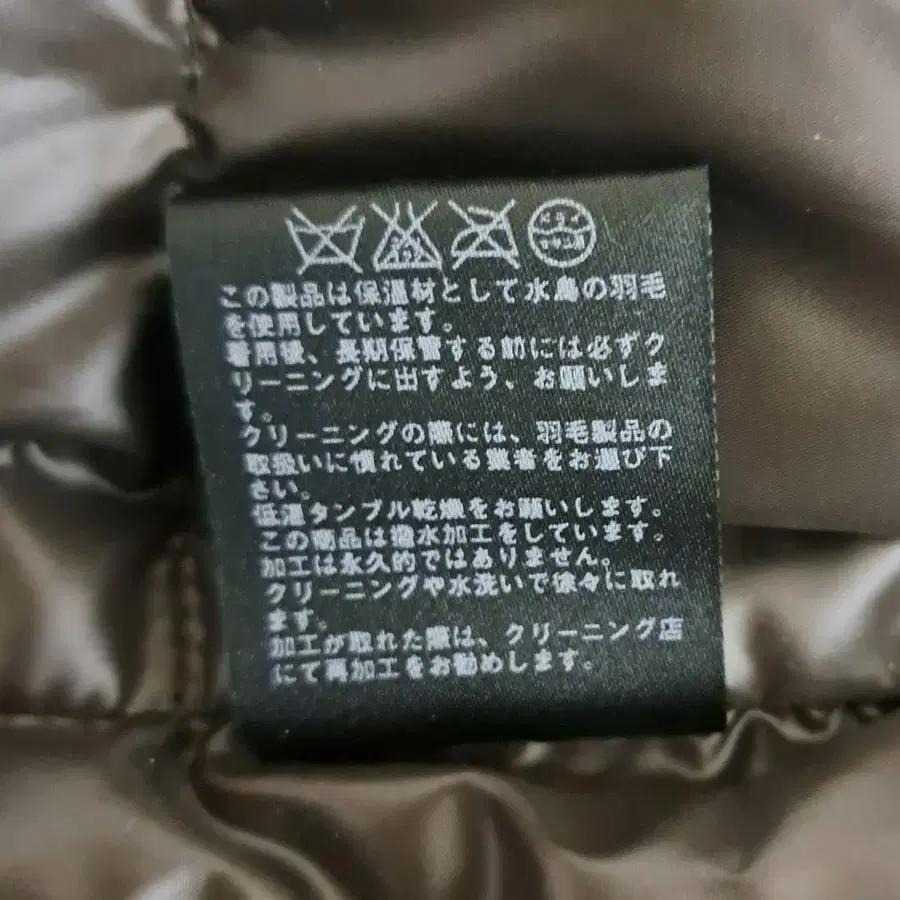 この製品は保温材として水鳥の羽毛
を使用しています。
着用後、長期保管する前には必ずク
リーニングに出すよう、お願いしま
す。
クリーニングの際には、羽毛製品の
取扱いに慣れている業者をお選び下
さい。
低温タンブル乾燥をお願いします。
この商品は撥水加工をしています。
加工は永久的ではありません。
クリーニングや水洗いで徐々に取れ
ます。
加工が取れた際は、クリーニング店
にて再加工をお勧めします。